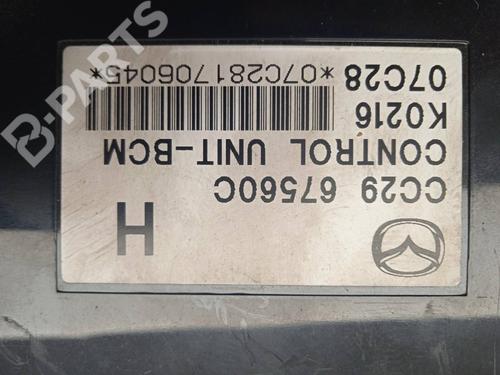 H
CC29 67560C
CONTROL UNIT-BCM
K0216
07C28
*07C281706045*
B-PARTS